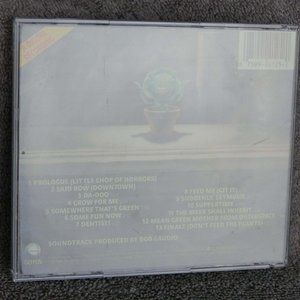 1 PROLOGUE (LITTLE SHOP OF HORRORS)
2 SKID ROW (DOWNTOWN)
3 DA-DOO
4 GROW FOR ME
5 SOMEWHERE THAT'S GREEN
6 SOME FUN NOW
7 DENTIST!
8 FEED ME (GIT IT)
9 SUDDENLY, SEYMOUR
10 SUPPERTIME
11 THE MEEK SHALL INHERIT
12 MEAN GREEN MOTHER FROM OUTER SPACE
13 FINALE (DON'T FEED THE PLANTS)
SOUNDTRACK PRODUCED BY BOB GAUDIO